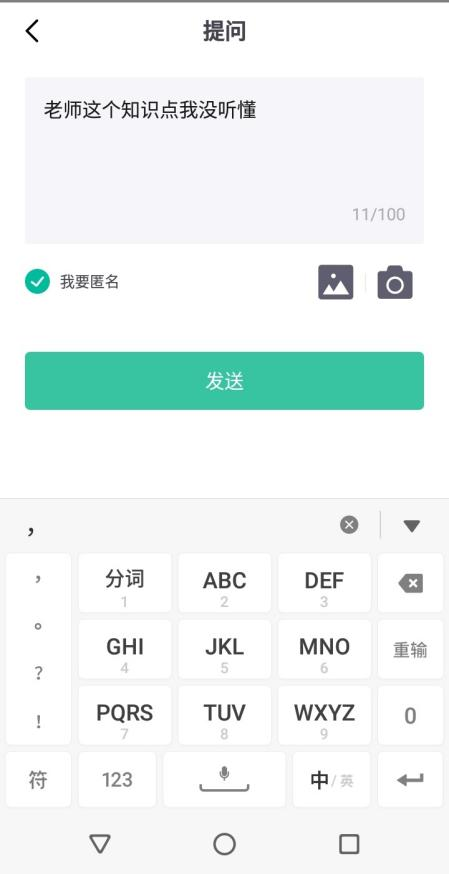 提问
老师这个知识点我没听懂
11/100
我要匿名
发送
，
， 分词 ABC DEF
1 2 3
。 GHI JKL MNO 重输
4 5 6
？ PQRS TUV WXYZ 0
！ 7 8 9
符 123 中/英